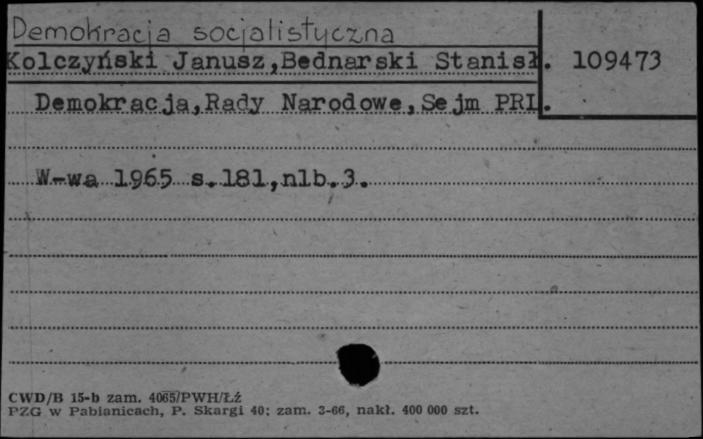 Demokracja socjalistyczna
Kolczyński Janusz,Bednarski Stanisł. 109473
Demokracja,Rady Narodowe,Sejm PRL.
W-wa 1965 s.181,nlb.3.
CWD/B 15-b zam. 4065/PWH/Łź
PZG w Pabianicach, P. Skargi 40; zam. 3-66, nakł. 400 000 szt.